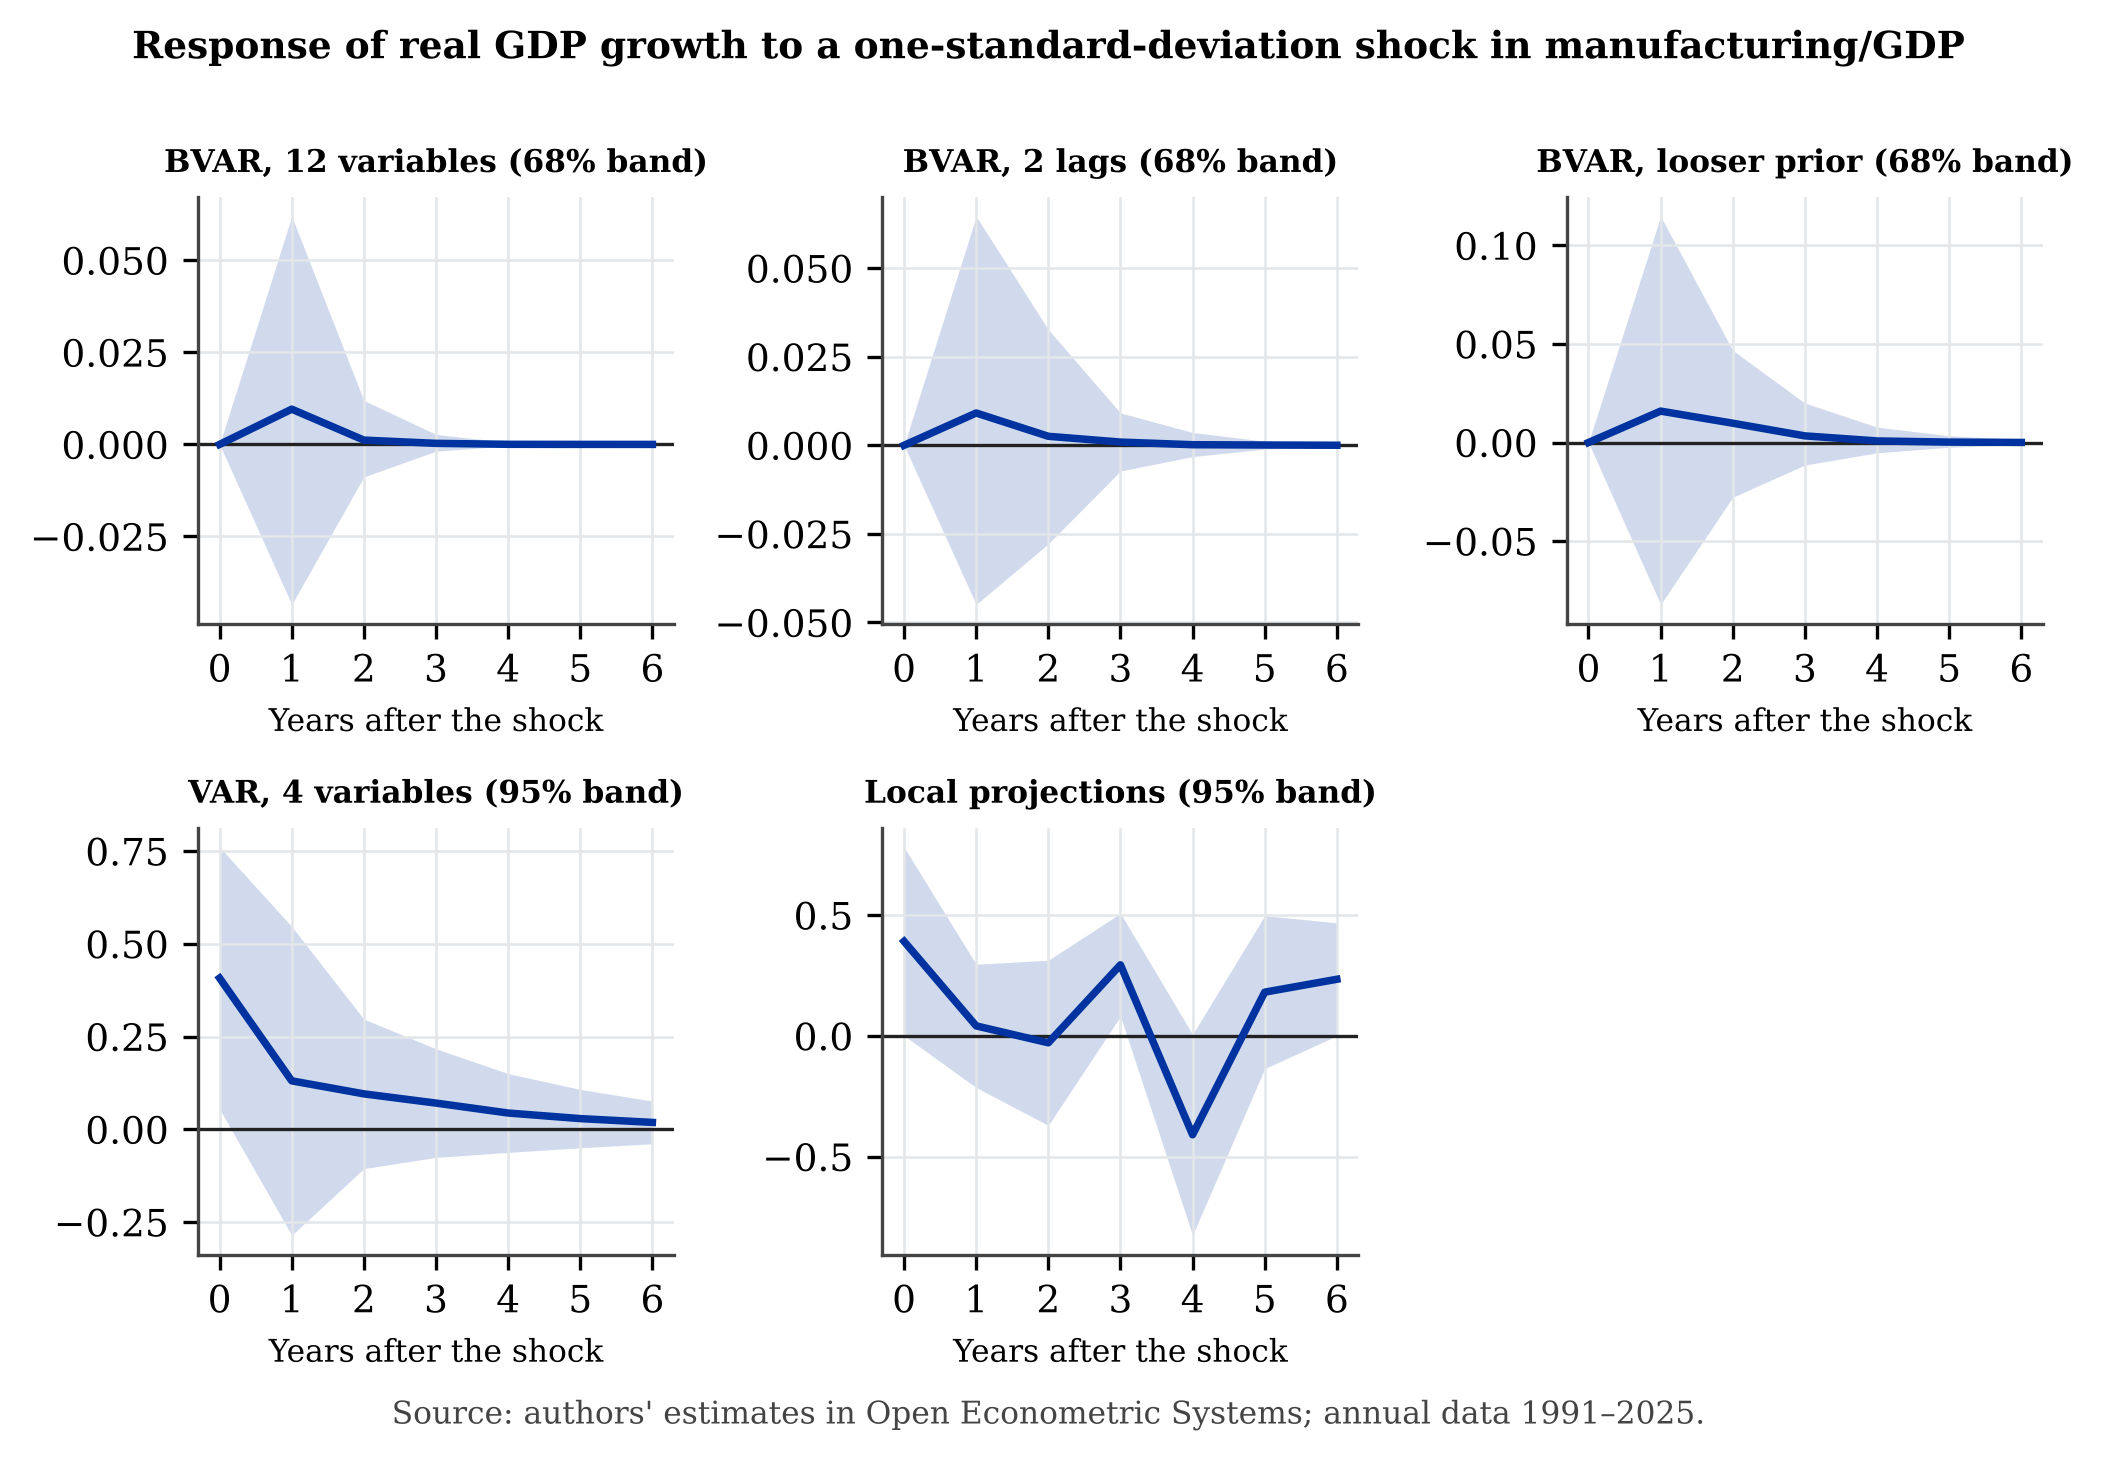 Response of real GDP growth to a one-standard-deviation shock in manufacturing/GDP
BVAR, 12 variables (68% band)
0.050
0.025
0.000
−0.025
0 1 2 3 4 5 6
Years after the shock
BVAR, 2 lags (68% band)
0.050
0.025
0.000
−0.025
−0.050
0 1 2 3 4 5 6
Years after the shock
BVAR, looser prior (68% band)
0.10
0.05
0.00
−0.05
0 1 2 3 4 5 6
Years after the shock
VAR, 4 variables (95% band)
0.75
0.50
0.25
0.00
−0.25
0 1 2 3 4 5 6
Years after the shock
Local projections (95% band)
0.5
0.0
−0.5
0 1 2 3 4 5 6
Years after the shock
Source: authors' estimates in Open Econometric Systems; annual data 1991–2025.